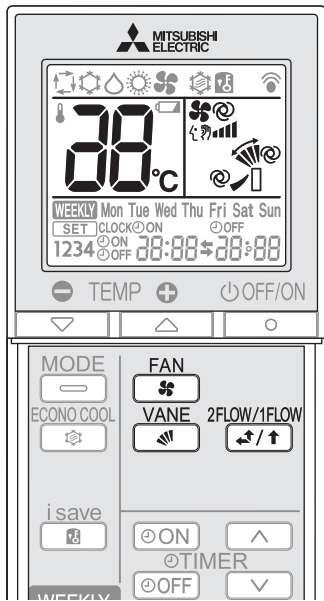 MITSUBISHI
ELECTRIC
88°C
WEEKLY Mon Tue Wed Thu Fri Sat Sun
SET CLOCK ON OFF
1234 ON OFF 88:88 88:88
TEMP OFF/ON
MODE FAN
ECONO COOL VANE 2FLOW/1FLOW
i save
ON
TIMER
OFF
WEEKLY